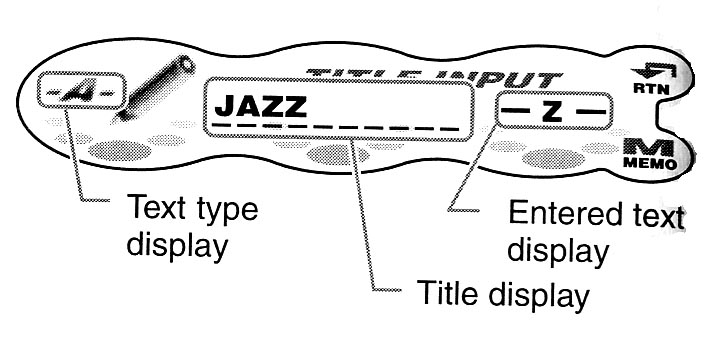 TITLE INPUT
-A-
JAZZ
– Z –
RTN
M
MEMO
Text type
display
Entered text
display
Title display